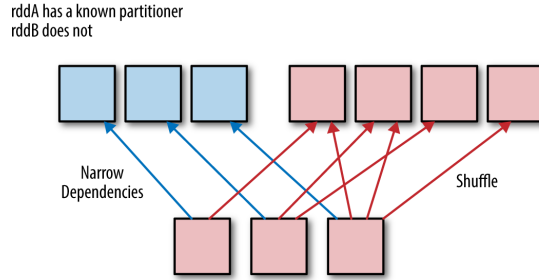 rddA has a known partitioner
rddB does not
Narrow
Dependencies
Shuffle